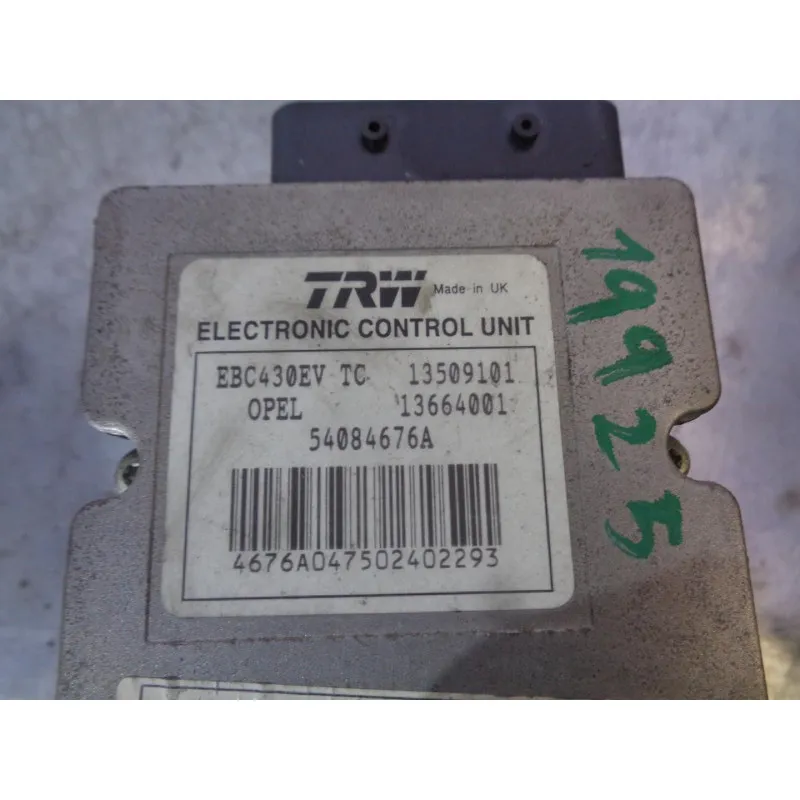 TRW Made in UK
ELECTRONIC CONTROL UNIT
EBC430EV TC 13509101
OPEL 13664001
54084676A
4676A047502402293
19925